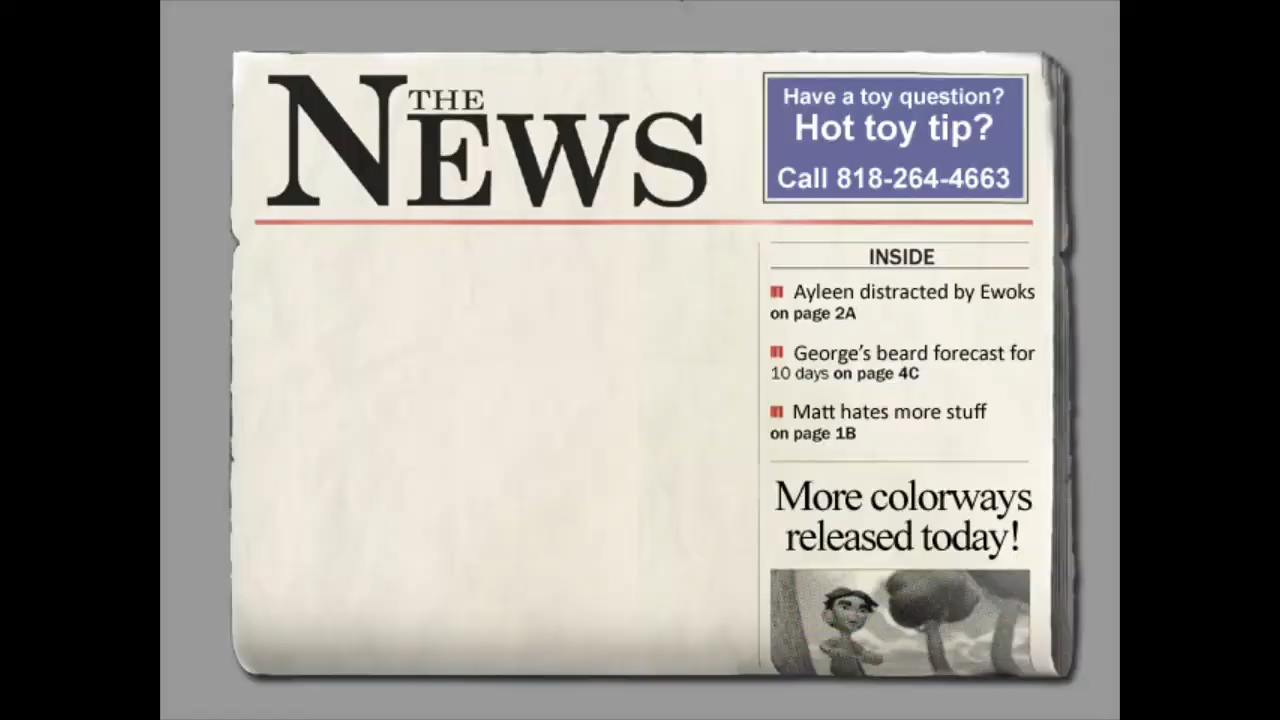 THE NEWS
Have a toy question?
Hot toy tip?
Call 818-264-4663
INSIDE
Ayleen distracted by Ewoks
on page 2A
George's beard forecast for
10 days on page 4C
Matt hates more stuff
on page 1B
More colorways
released today!